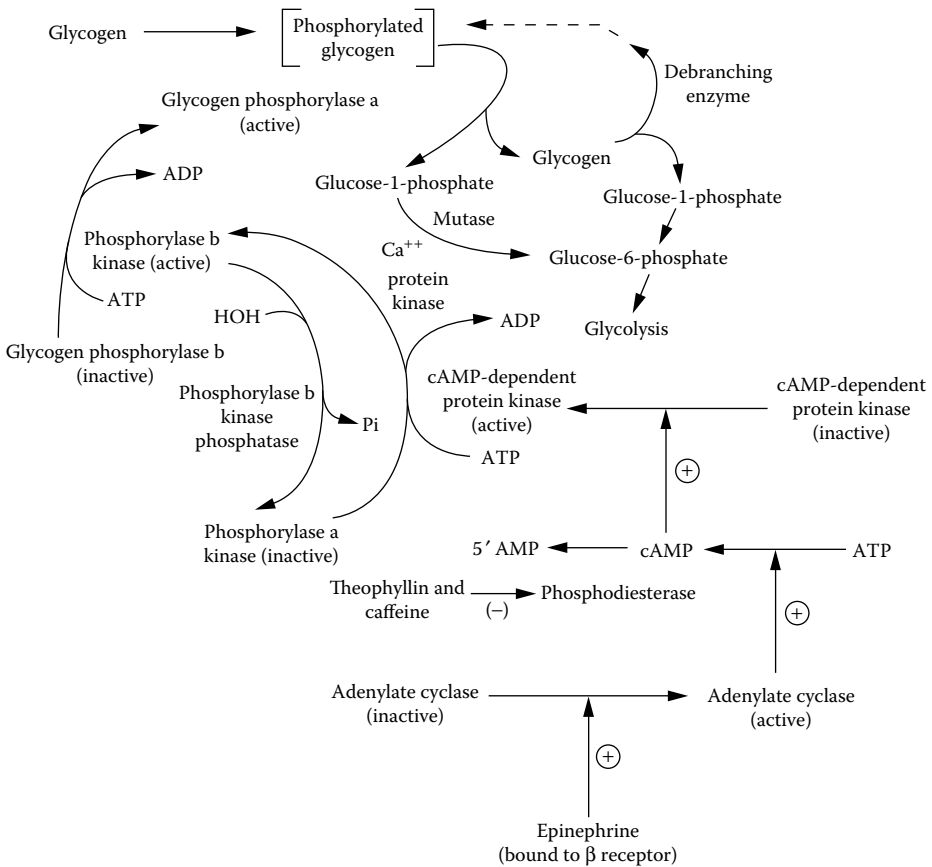 Glycogen
Phosphorylated
glycogen
Debranching
enzyme
Glycogen phosphorylase a
(active)
Glycogen
ADP
Glucose-1-phosphate
Glucose-1-phosphate
Mutase
Phosphorylase b
kinase (active)
Ca++
protein
kinase
Glucose-6-phosphate
ATP
HOH
ADP
Glycolysis
Glycogen phosphorylase b
(inactive)
Phosphorylase b
kinase
phosphatase
Pi
cAMP-dependent
protein kinase
(active)
cAMP-dependent
protein kinase
(inactive)
ATP
+
Phosphorylase a
kinase (inactive)
5′ AMP
cAMP
ATP
Theophyllin and
caffeine
(–)
Phosphodiesterase
+
Adenylate cyclase
(inactive)
Adenylate cyclase
(active)
+
Epinephrine
(bound to β receptor)